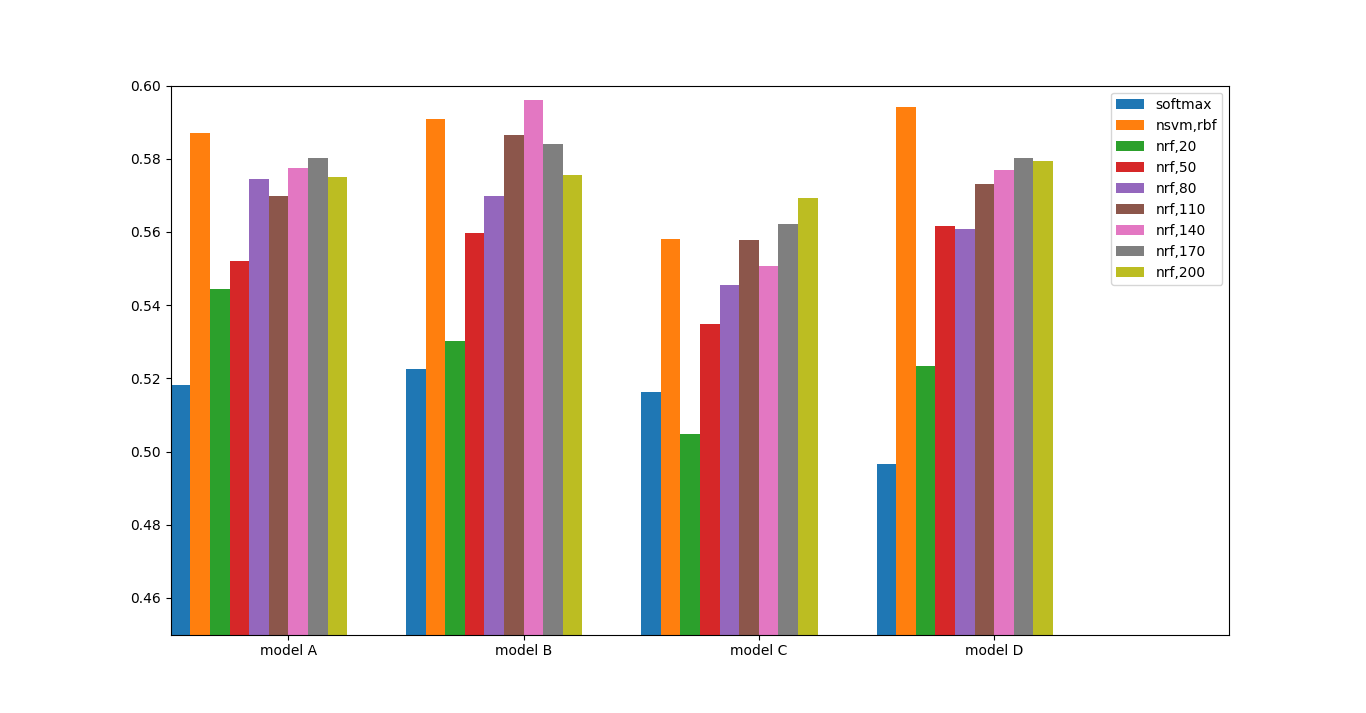 0.60
0.58
0.56
0.54
0.52
0.50
0.48
0.46
model A
model B
model C
model D
softmax
nsvm,rbf
nrf,20
nrf,50
nrf,80
nrf,110
nrf,140
nrf,170
nrf,200